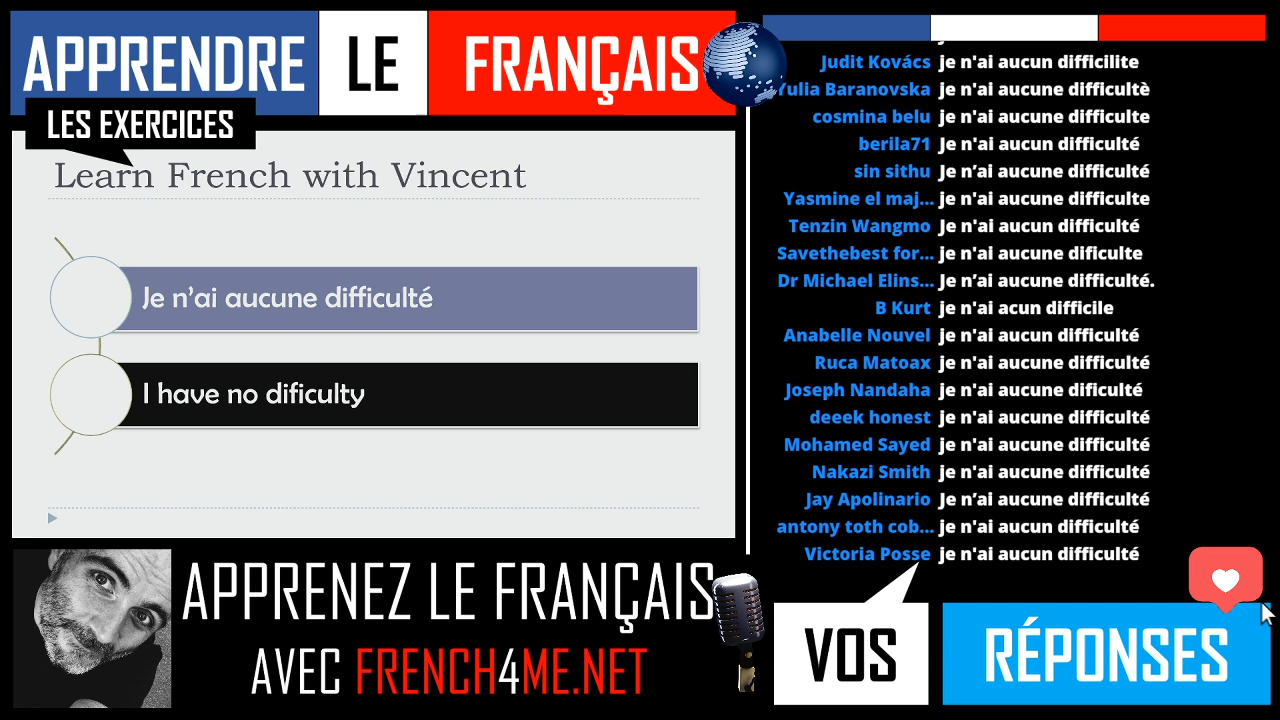 APPRENDRE LE FRANÇAIS
LES EXERCICES
Learn French with Vincent
Je n’ai aucune difficulté
I have no dificulty
APPRENEZ LE FRANÇAIS
AVEC FRENCH4ME.NET
Judit Kovács je n'ai aucun difficilite
Yulia Baranovska je n'ai aucune difficultè
cosmina belu je n'ai aucune difficulte
berila71 Je n'ai aucun difficulté
sin sithu Je n’ai aucune difficulté
Yasmine el maj... je n'ai aucune difficulte
Tenzin Wangmo Je n'ai aucun difficulté
Savethebest for... je n'ai aucune dificulte
Dr Michael Elins... Je n’ai aucune difficulté.
B Kurt je n'ai acun difficile
Anabelle Nouvel je n'ai aucun difficulté
Ruca Matoax je n'ai aucune difficulté
Joseph Nandaha je n'ai aucune dificulté
deeek honest je n'ai aucune difficulté
Mohamed Sayed je n'ai aucune difficulté
Nakazi Smith je n'ai aucune difficulté
Jay Apolinario Je n’ai aucune difficulté
antony toth cob... je n'ai aucun difficulté
Victoria Posse je n'ai aucun difficulté
VOS RÉPONSES